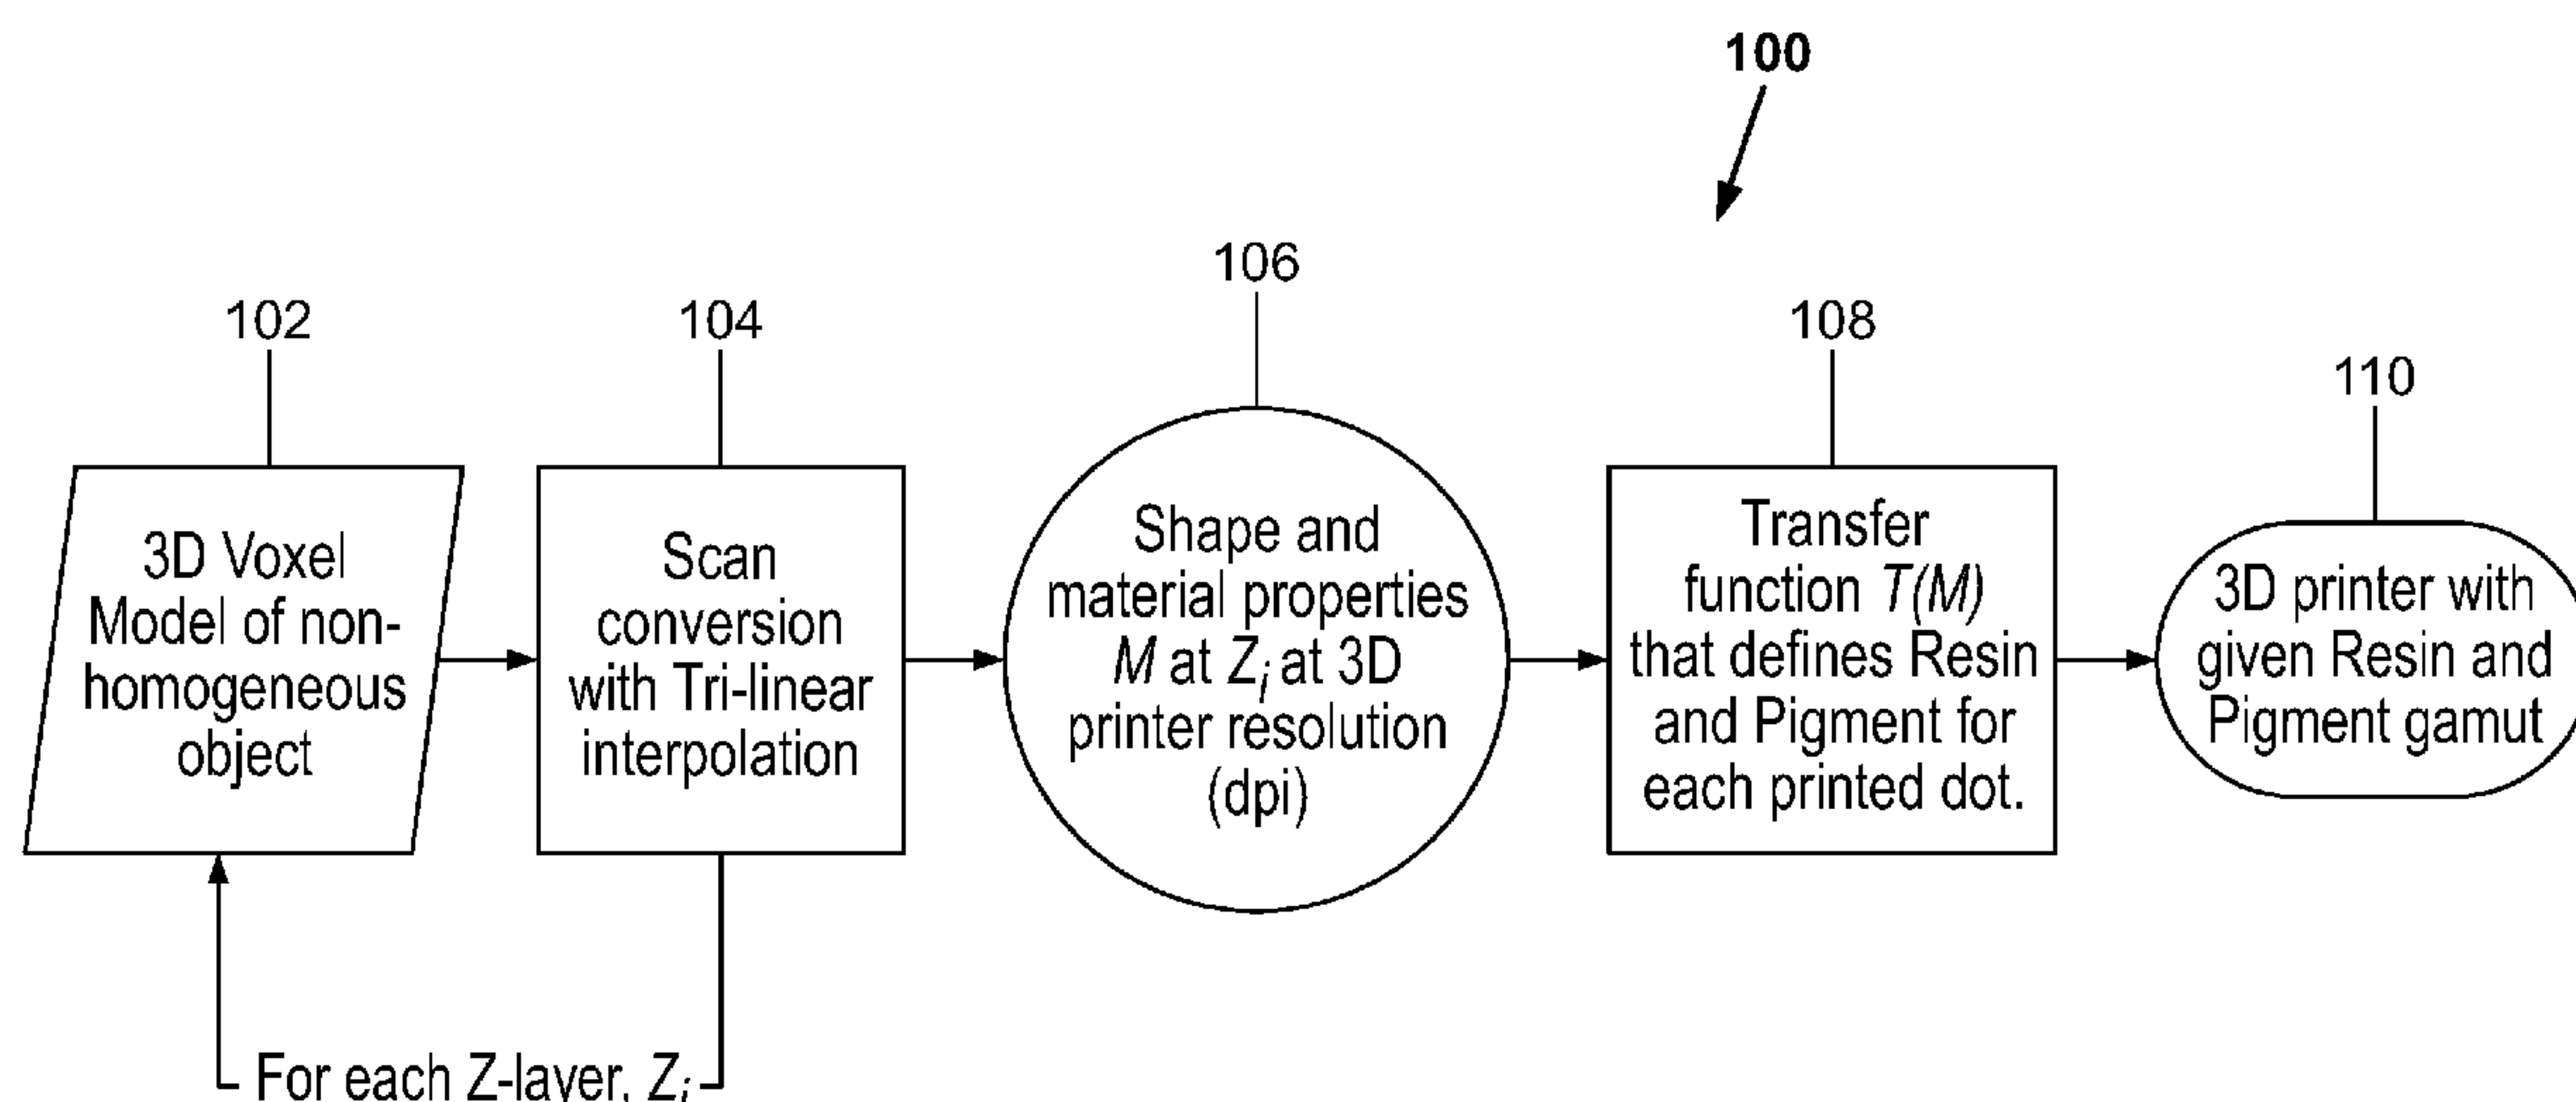 100
102
3D Voxel
Model of non-
homogeneous
object
104
Scan
conversion
with Tri-linear
interpolation
106
Shape and
material properties
M at Zi at 3D
printer resolution
(dpi)
108
Transfer
function T(M)
that defines Resin
and Pigment for
each printed dot.
110
3D printer with
given Resin and
Pigment gamut
For each Z-layer, Zi